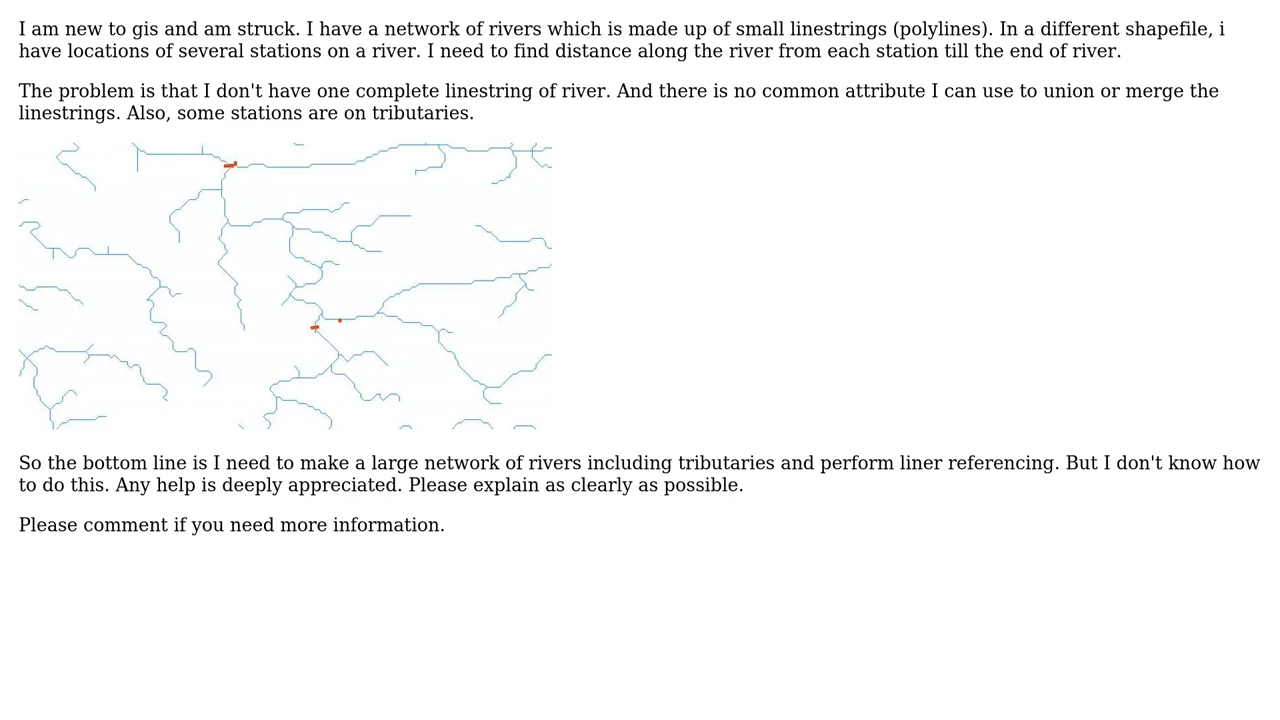 I am new to gis and am struck. I have a network of rivers which is made up of small linestrings (polylines). In a different shapefile, i
have locations of several stations on a river. I need to find distance along the river from each station till the end of river.
The problem is that I don't have one complete linestring of river. And there is no common attribute I can use to union or merge the
linestrings. Also, some stations are on tributaries.
So the bottom line is I need to make a large network of rivers including tributaries and perform liner referencing. But I don't know how
to do this. Any help is deeply appreciated. Please explain as clearly as possible.
Please comment if you need more information.